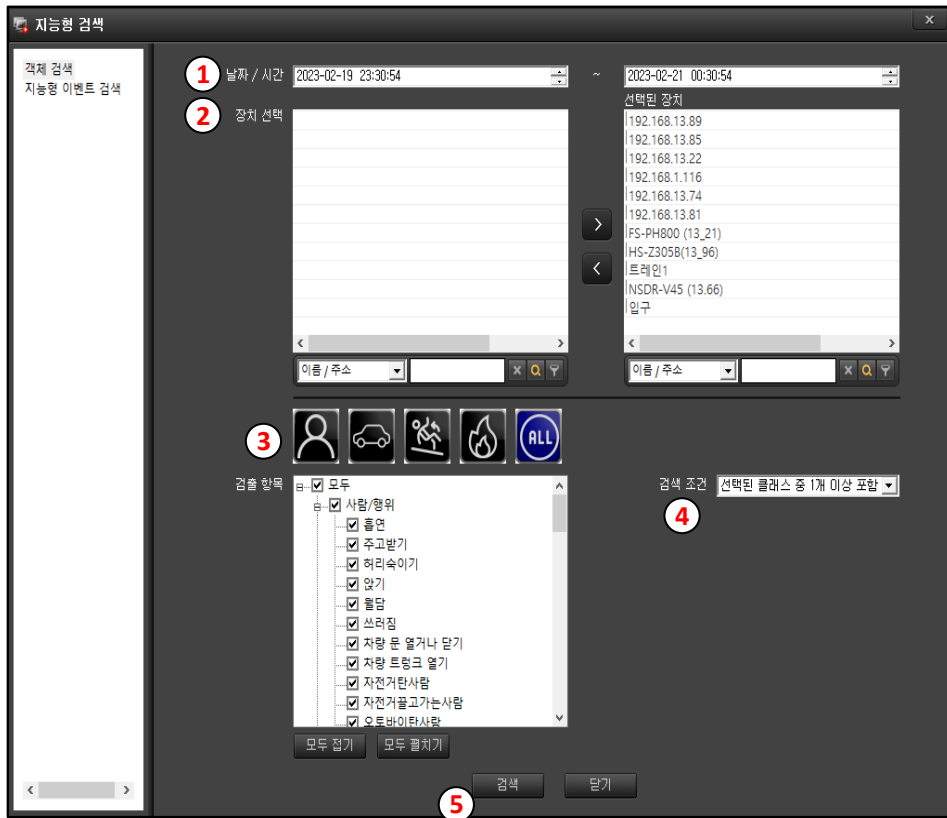 지능형 검색
x
객체 검색
지능형 이벤트 검색
1
날짜 / 시간
2023-02-19 23:30:54
~
2023-02-21 00:30:54
2
장치 선택
선택된 장치
192.168.13.89
192.168.13.85
192.168.13.22
192.168.1.116
192.168.13.74
192.168.13.81
FS-PH800 (13_21)
HS-Z305B(13_96)
트레인1
NSDR-V45 (13.66)
입구
이름 / 주소
이름 / 주소
3
ALL
검출 항목
모두
사람/행위
흡연
주고받기
허리숙이기
앉기
월담
쓰러짐
차량 문 열거나 닫기
차량 트렁크 열기
자전거탄사람
자전거끌고가는사람
오토바이탄사람
검색 조건
선택된 클래스 중 1개 이상 포함
4
모두 접기
모두 펼치기
5
검색
닫기